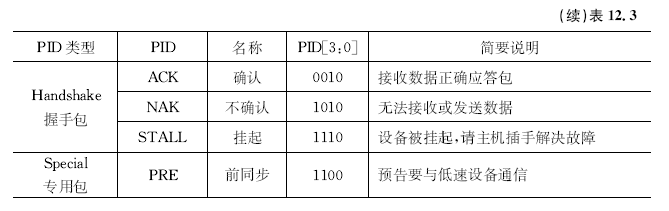 (续)表 12.3
PID 类型 PID 名称 PID[3:0] 简要说明
Handshake 握手包 ACK 确认 0010 接收数据正确应答包
NAK 不确认 1010 无法接收或发送数据
STALL 挂起 1110 设备被挂起,请主机插手解决故障
Special 专用包 PRE 前同步 1100 预告要与低速设备通信